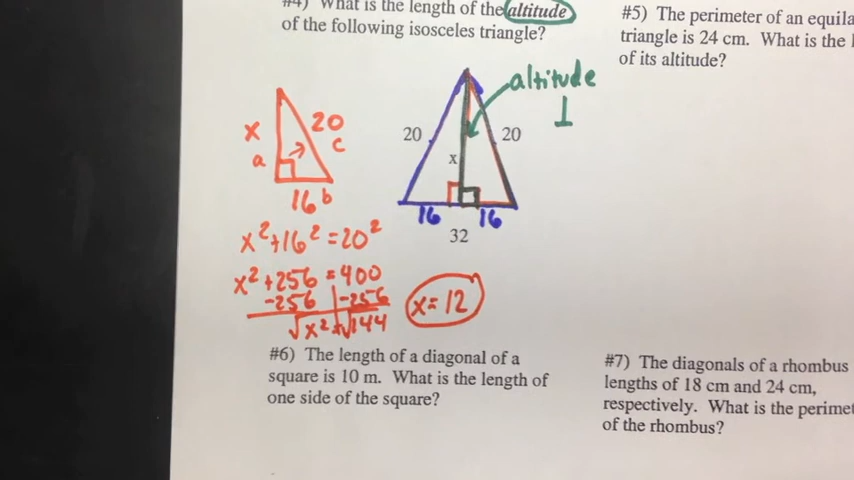 #4) What is the length of the altitude
of the following isosceles triangle?
#5) The perimeter of an equila
triangle is 24 cm. What is the l
of its altitude?
x
20
a
c
16 b
x²+16²=20²
x²+256=400
-256 -256
√x²=√144
x=12
altitude
⊥
20
20
x
16
16
32
#6) The length of a diagonal of a
square is 10 m. What is the length of
one side of the square?
#7) The diagonals of a rhombus
lengths of 18 cm and 24 cm,
respectively. What is the perime
of the rhombus?